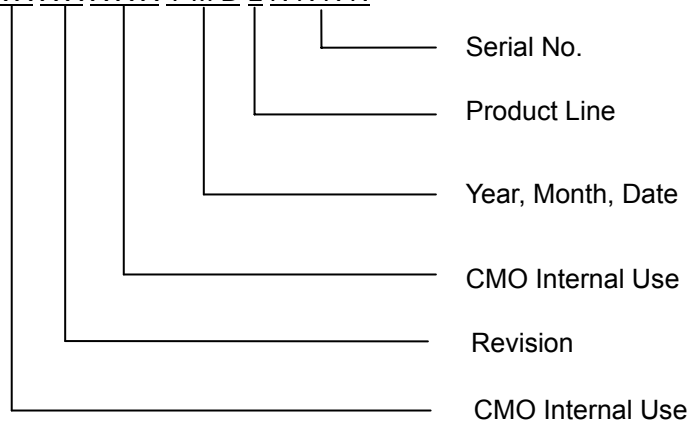 Serial No.
Product Line
Year, Month, Date
CMO Internal Use
Revision
CMO Internal Use